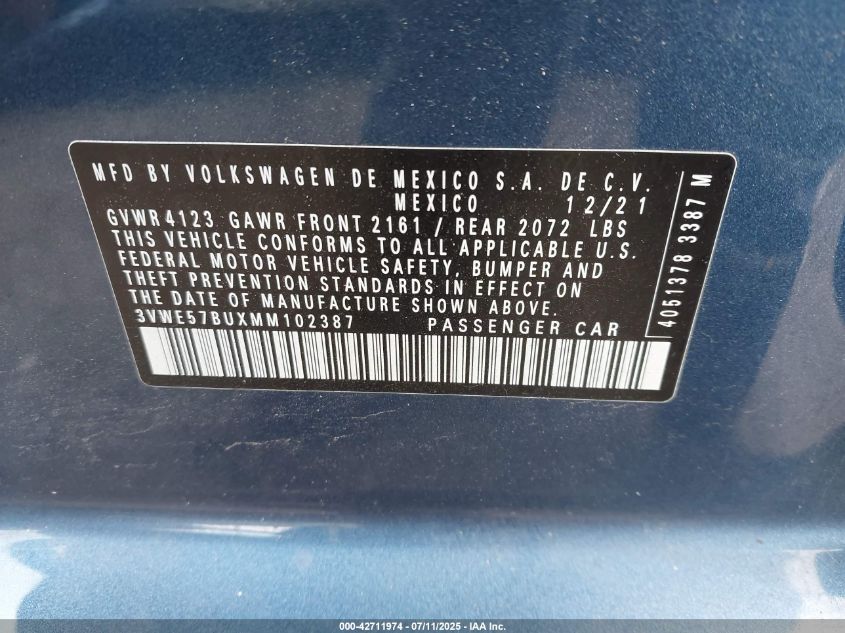 MFD BY VOLKSWAGEN DE MEXICO S.A. DE C.V.
MEXICO 12/21
GVWR 4123 GAWR FRONT 2161 / REAR 2072 LBS
THIS VEHICLE CONFORMS TO ALL APPLICABLE U.S.
FEDERAL MOTOR VEHICLE SAFETY, BUMPER AND
THEFT PREVENTION STANDARDS IN EFFECT ON
THE DATE OF MANUFACTURE SHOWN ABOVE.
3VWE57BUXMM102387 PASSENGER CAR
4051378 3387 M
000-42711974 - 07/11/2025 - IAA Inc.